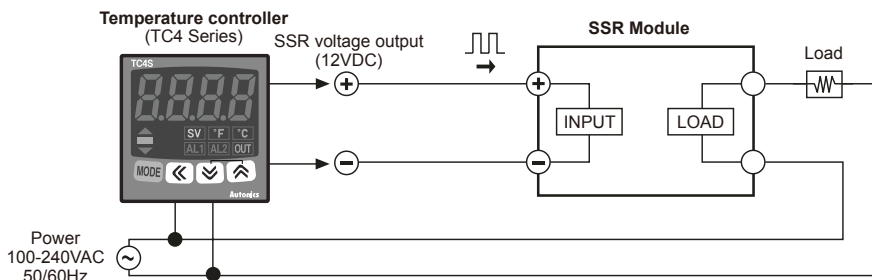 Temperature controller
(TC4 Series)
SSR voltage output
(12VDC)
SSR Module
Load
TC4S
8.8.8.8
SV °F °C
AL1 AL2 OUT
MODE
Autonics
+
−
+
−
INPUT
LOAD
Power
100-240VAC
50/60Hz
~